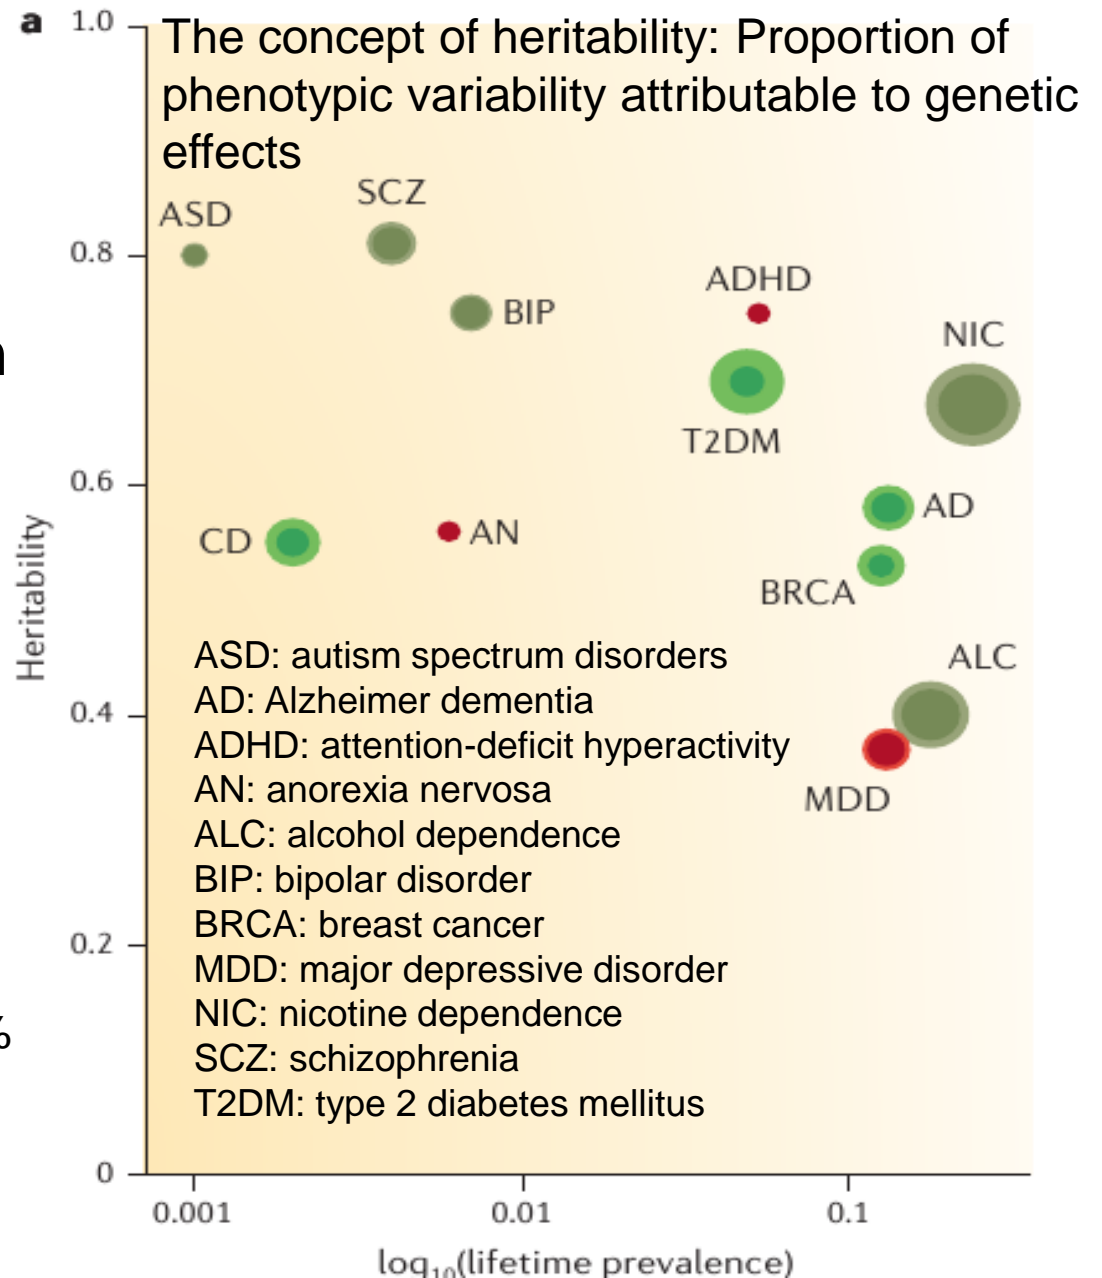 a
1.0
The concept of heritability: Proportion of
phenotypic variability attributable to genetic
effects
SCZ
ASD
0.8
ADHD
BIP
NIC
T2DM
0.6
AD
CD
AN
BRCA
Heritability
ASD: autism spectrum disorders
ALC
AD: Alzheimer dementia
0.4
ADHD: attention-deficit hyperactivity
AN: anorexia nervosa
MDD
ALC: alcohol dependence
BIP: bipolar disorder
BRCA: breast cancer
0.2
MDD: major depressive disorder
NIC: nicotine dependence
%
SCZ: schizophrenia
T2DM: type 2 diabetes mellitus
0
0.001
0.01
0.1
log10(lifetime prevalence)